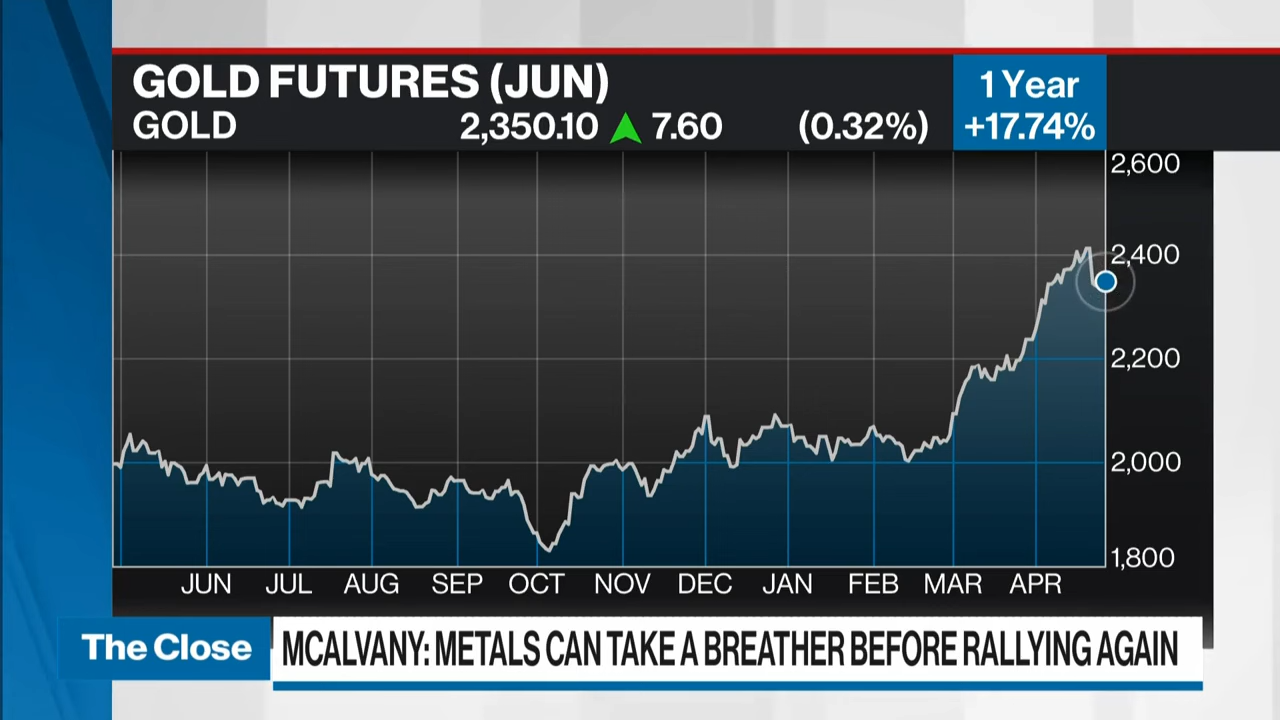 GOLD FUTURES (JUN)
GOLD 2,350.10 7.60 (0.32%)
1 Year
+17.74%
2,600
2,400
2,200
2,000
1,800
JUN JUL AUG SEP OCT NOV DEC JAN FEB MAR APR
The Close
MCALVANY: METALS CAN TAKE A BREATHER BEFORE RALLYING AGAIN